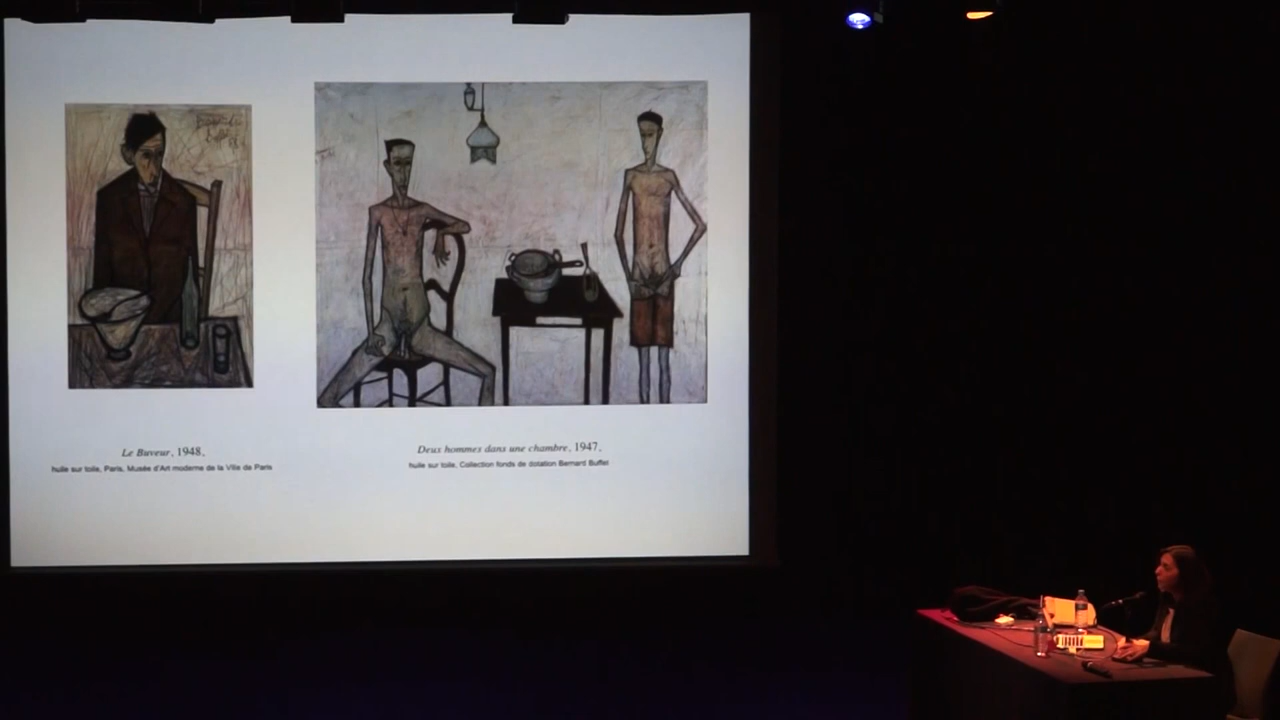 Le Buveur, 1948,
huile sur toile, Paris, Musée d'Art moderne de la Ville de Paris
Deux hommes dans une chambre, 1947,
huile sur toile, Collection fonds de dotation Bernard Buffet